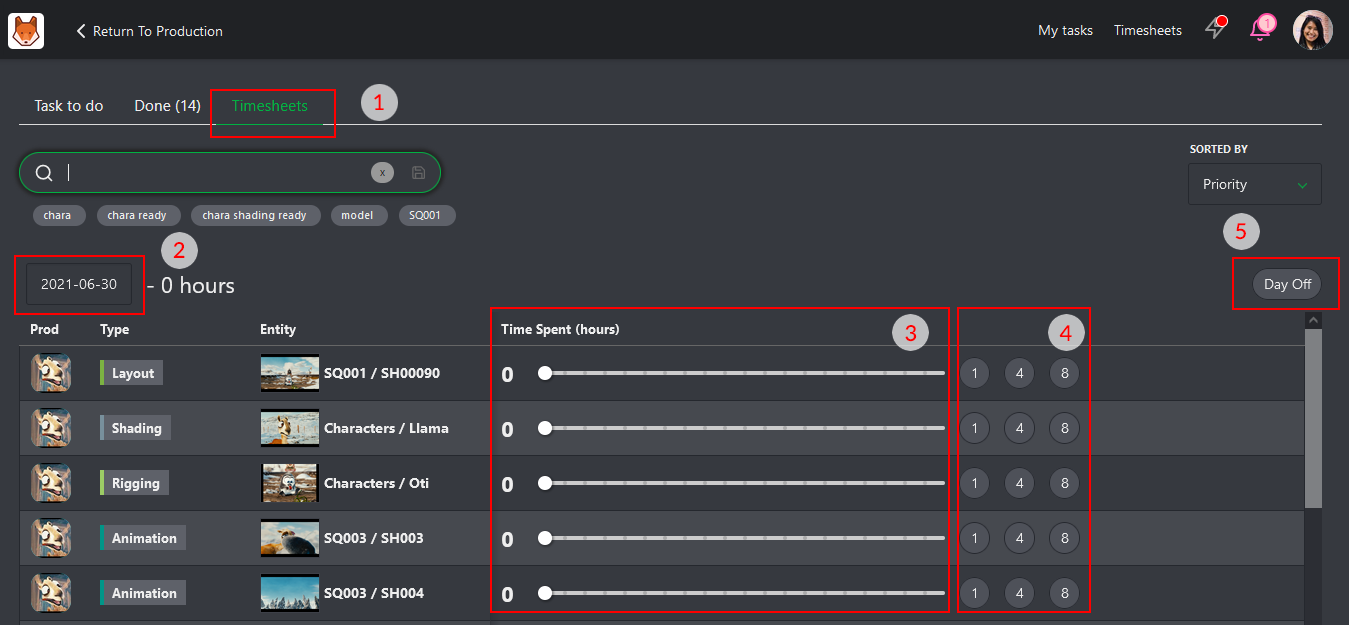 Return To Production
My tasks
Timesheets
1
Task to do
Done (14)
Timesheets
1
x
SORTED BY
Priority
chara
chara ready
chara shading ready
model
SQ001
2
5
2021-06-30
- 0 hours
Day Off
Prod
Type
Entity
Time Spent (hours)
3
4
Layout
SQ001 / SH00090
0
1
4
8
Shading
Characters / Llama
0
1
4
8
Rigging
Characters / Oti
0
1
4
8
Animation
SQ003 / SH003
0
1
4
8
Animation
SQ003 / SH004
0
1
4
8